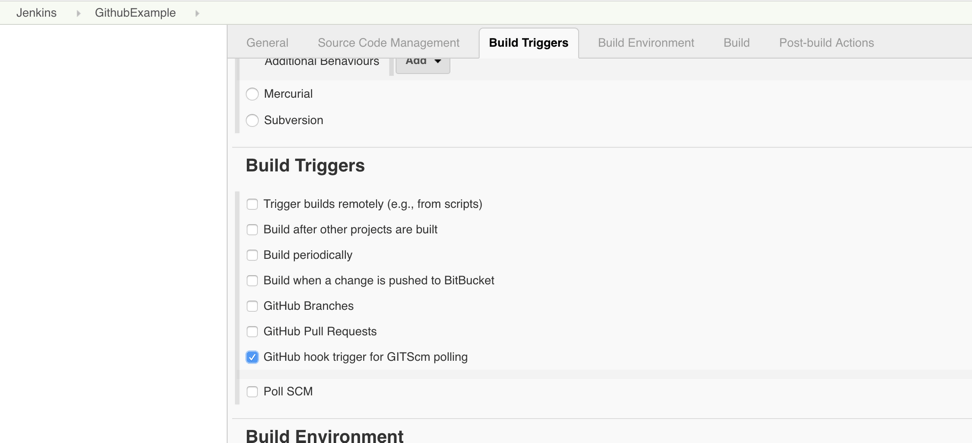 Jenkins GithubExample
General Source Code Management Build Triggers Build Environment Build Post-build Actions
Additional Behaviours Add
Mercurial
Subversion
Build Triggers
Trigger builds remotely (e.g., from scripts)
Build after other projects are built
Build periodically
Build when a change is pushed to BitBucket
GitHub Branches
GitHub Pull Requests
GitHub hook trigger for GITScm polling
Poll SCM
Build Environment